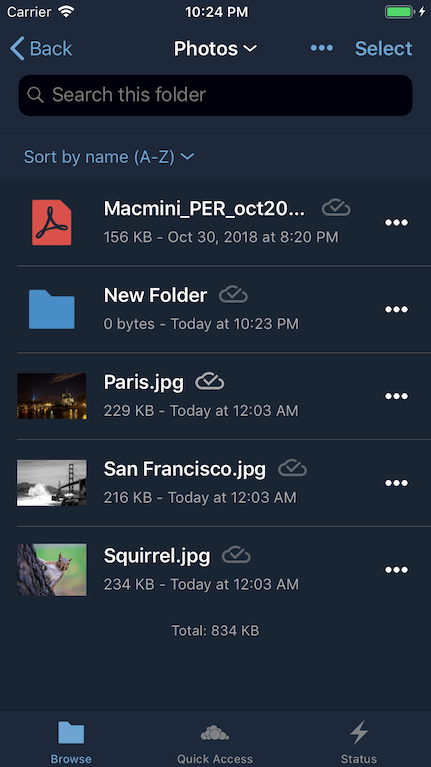 Carrier 10:24 PM
Back Photos Select
Search this folder
Sort by name (A-Z)
Macmini_PER_oct20...
156 KB - Oct 30, 2018 at 8:20 PM
New Folder
0 bytes - Today at 10:23 PM
Paris.jpg
229 KB - Today at 12:03 AM
San Francisco.jpg
216 KB - Today at 12:03 AM
Squirrel.jpg
234 KB - Today at 12:03 AM
Total: 834 KB
Browse Quick Access Status